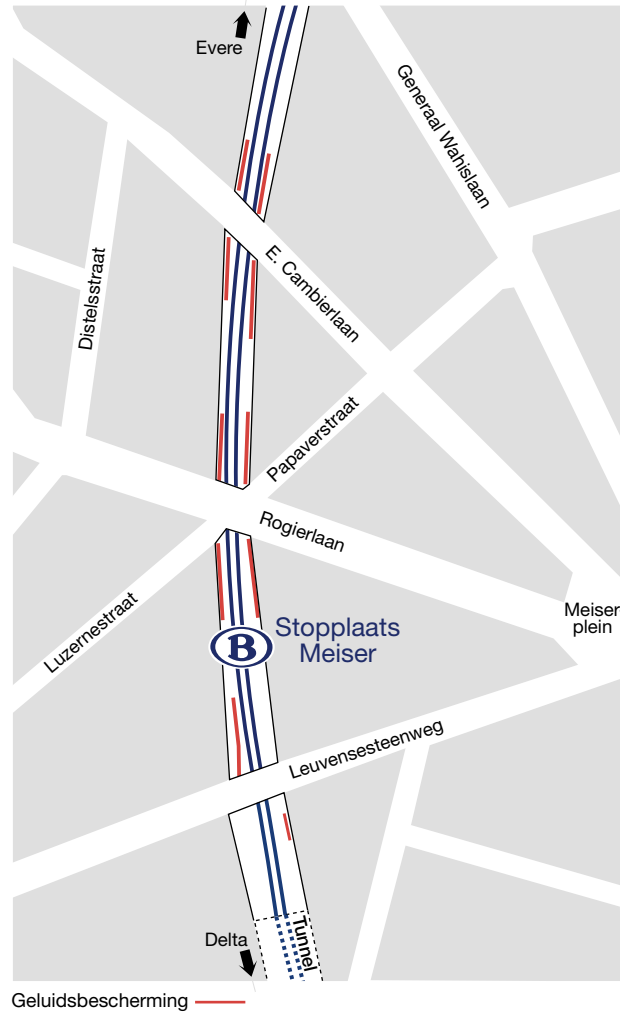 Evere
Generaal Wahislaan
Distelsstraat
E. Cambierlaan
Papaverstraat
Rogierlaan
Luzernestraat
B
Stopplaats
Meiser
Meiser
plein
Leuvensesteenweg
Delta
Tunnel
Geluidsbescherming